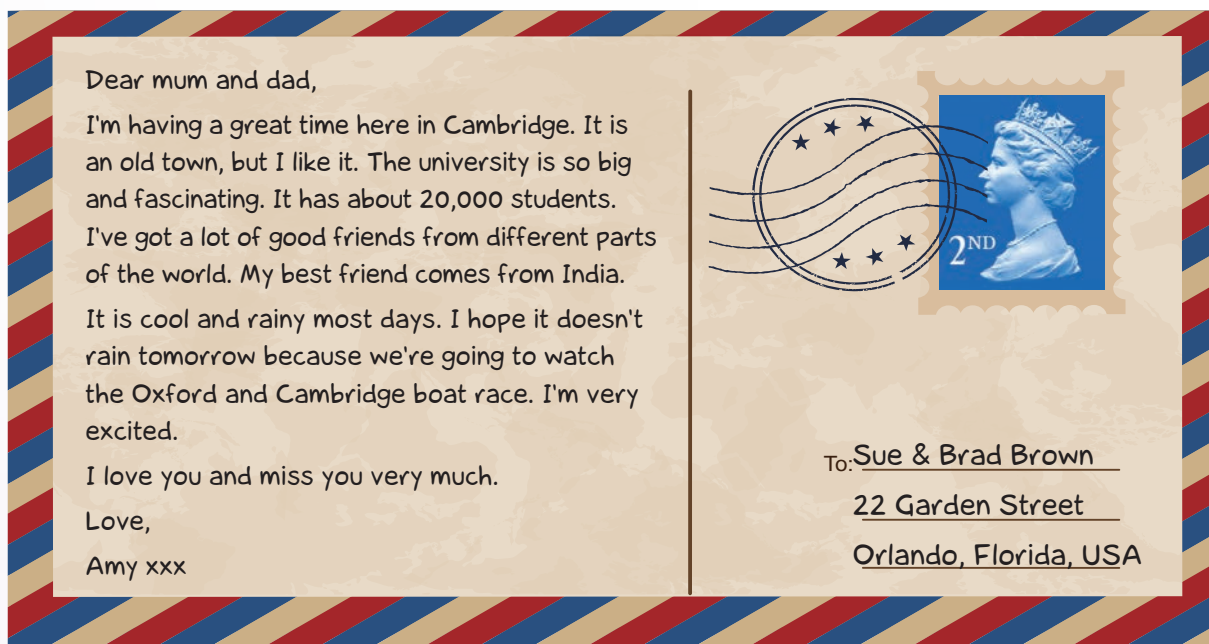 Dear mum and dad,
I'm having a great time here in Cambridge. It is
an old town, but I like it. The university is so big
and fascinating. It has about 20,000 students.
I've got a lot of good friends from different parts
of the world. My best friend comes from India.
It is cool and rainy most days. I hope it doesn't
rain tomorrow because we're going to watch
the Oxford and Cambridge boat race. I'm very
excited.
I love you and miss you very much.
Love,
Amy xxx
2ND
To: Sue & Brad Brown
22 Garden Street
Orlando, Florida, USA